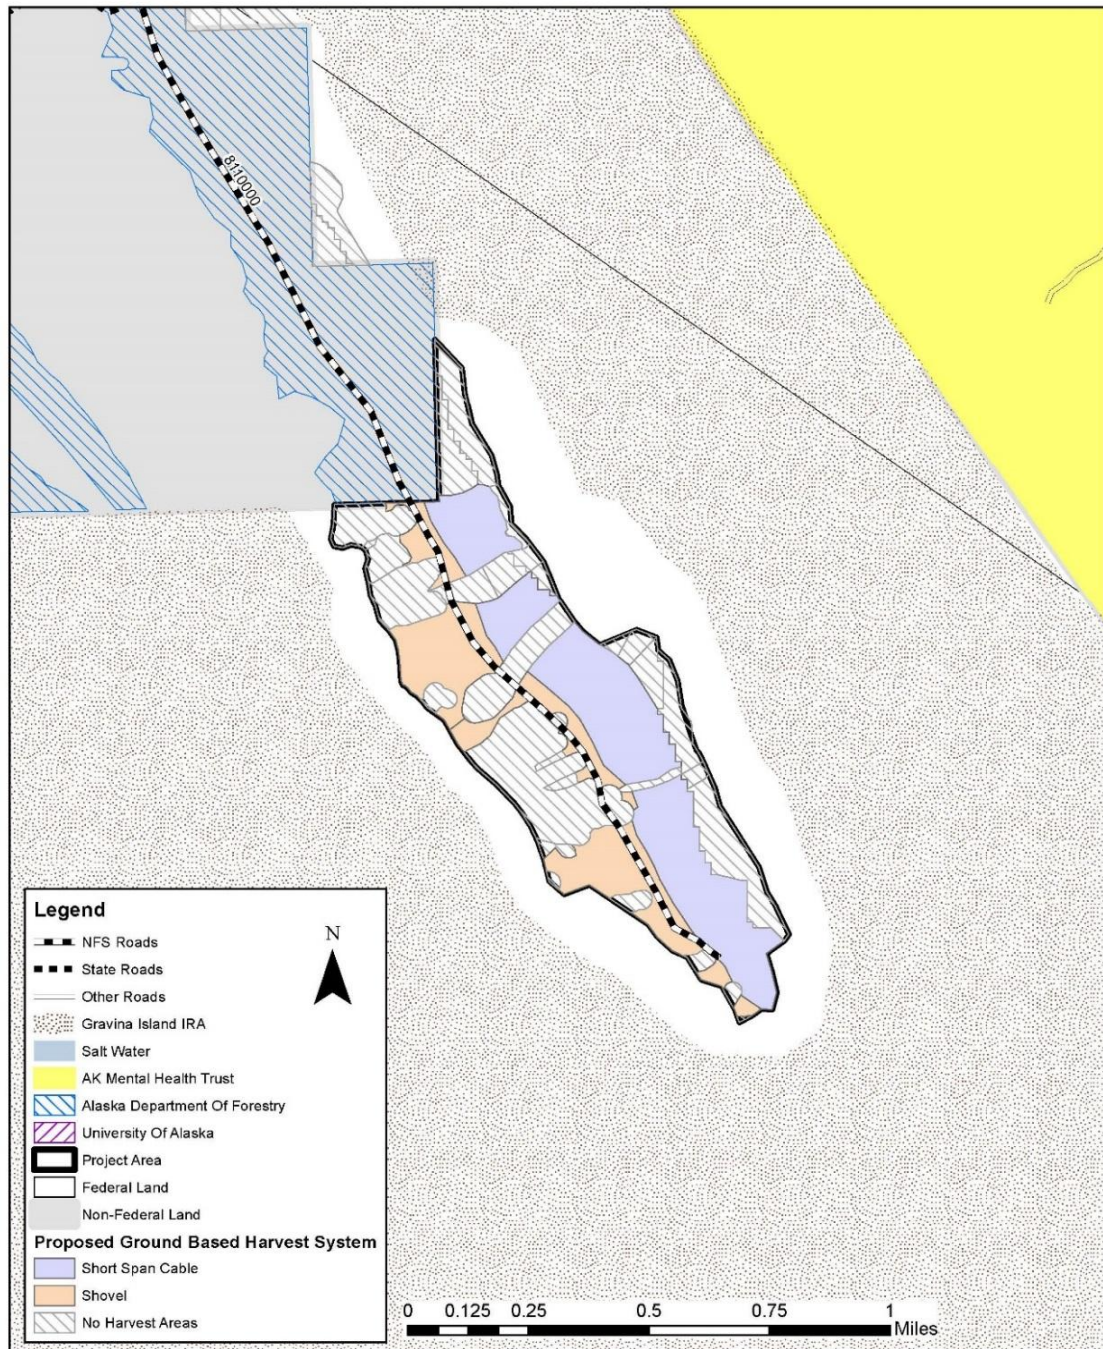 8110000
Legend
N
NFS Roads
State Roads
Other Roads
Gravina Island IRA
Salt Water
AK Mental Health Trust
Alaska Department Of Forestry
University Of Alaska
Project Area
Federal Land
Non-Federal Land
Proposed Ground Based Harvest System
Short Span Cable
Shovel
No Harvest Areas
0 0.125 0.25 0.5 0.75 1
Miles